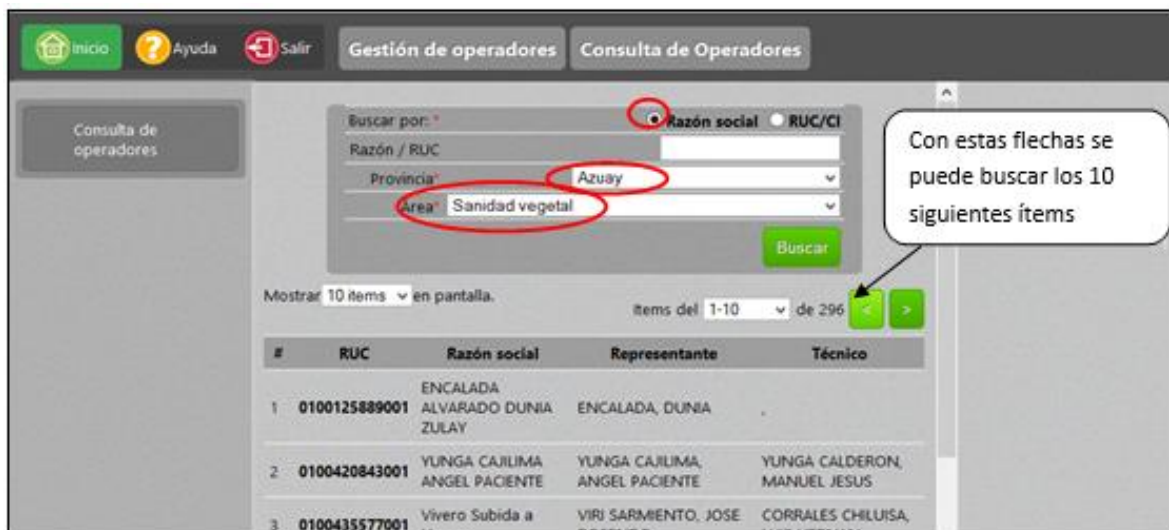 Inicio Ayuda Salir Gestión de operadores Consulta de Operadores
Consulta de
operadores
Buscar por: * Razón social RUC/CI
Razón / RUC
Provincia* Azuay
Área* Sanidad vegetal
Buscar
Con estas flechas se
puede buscar los 10
siguientes ítems
Mostrar 10 items en pantalla.
Items del 1-10 de 296 < >
# RUC Razón social Representante Técnico
1 0100125889001 ENCALADA
ALVARADO DUNIA
ZULAY ENCALADA, DUNIA ,
2 0100420843001 YUNGA CAJILIMA
ANGEL PACIENTE YUNGA CAJILIMA,
ANGEL PACIENTE YUNGA CALDERON,
MANUEL JESUS
3 0100435577001 Vivero Subida a VIRI SARMIENTO, JOSE CORRALES CHILUISA,